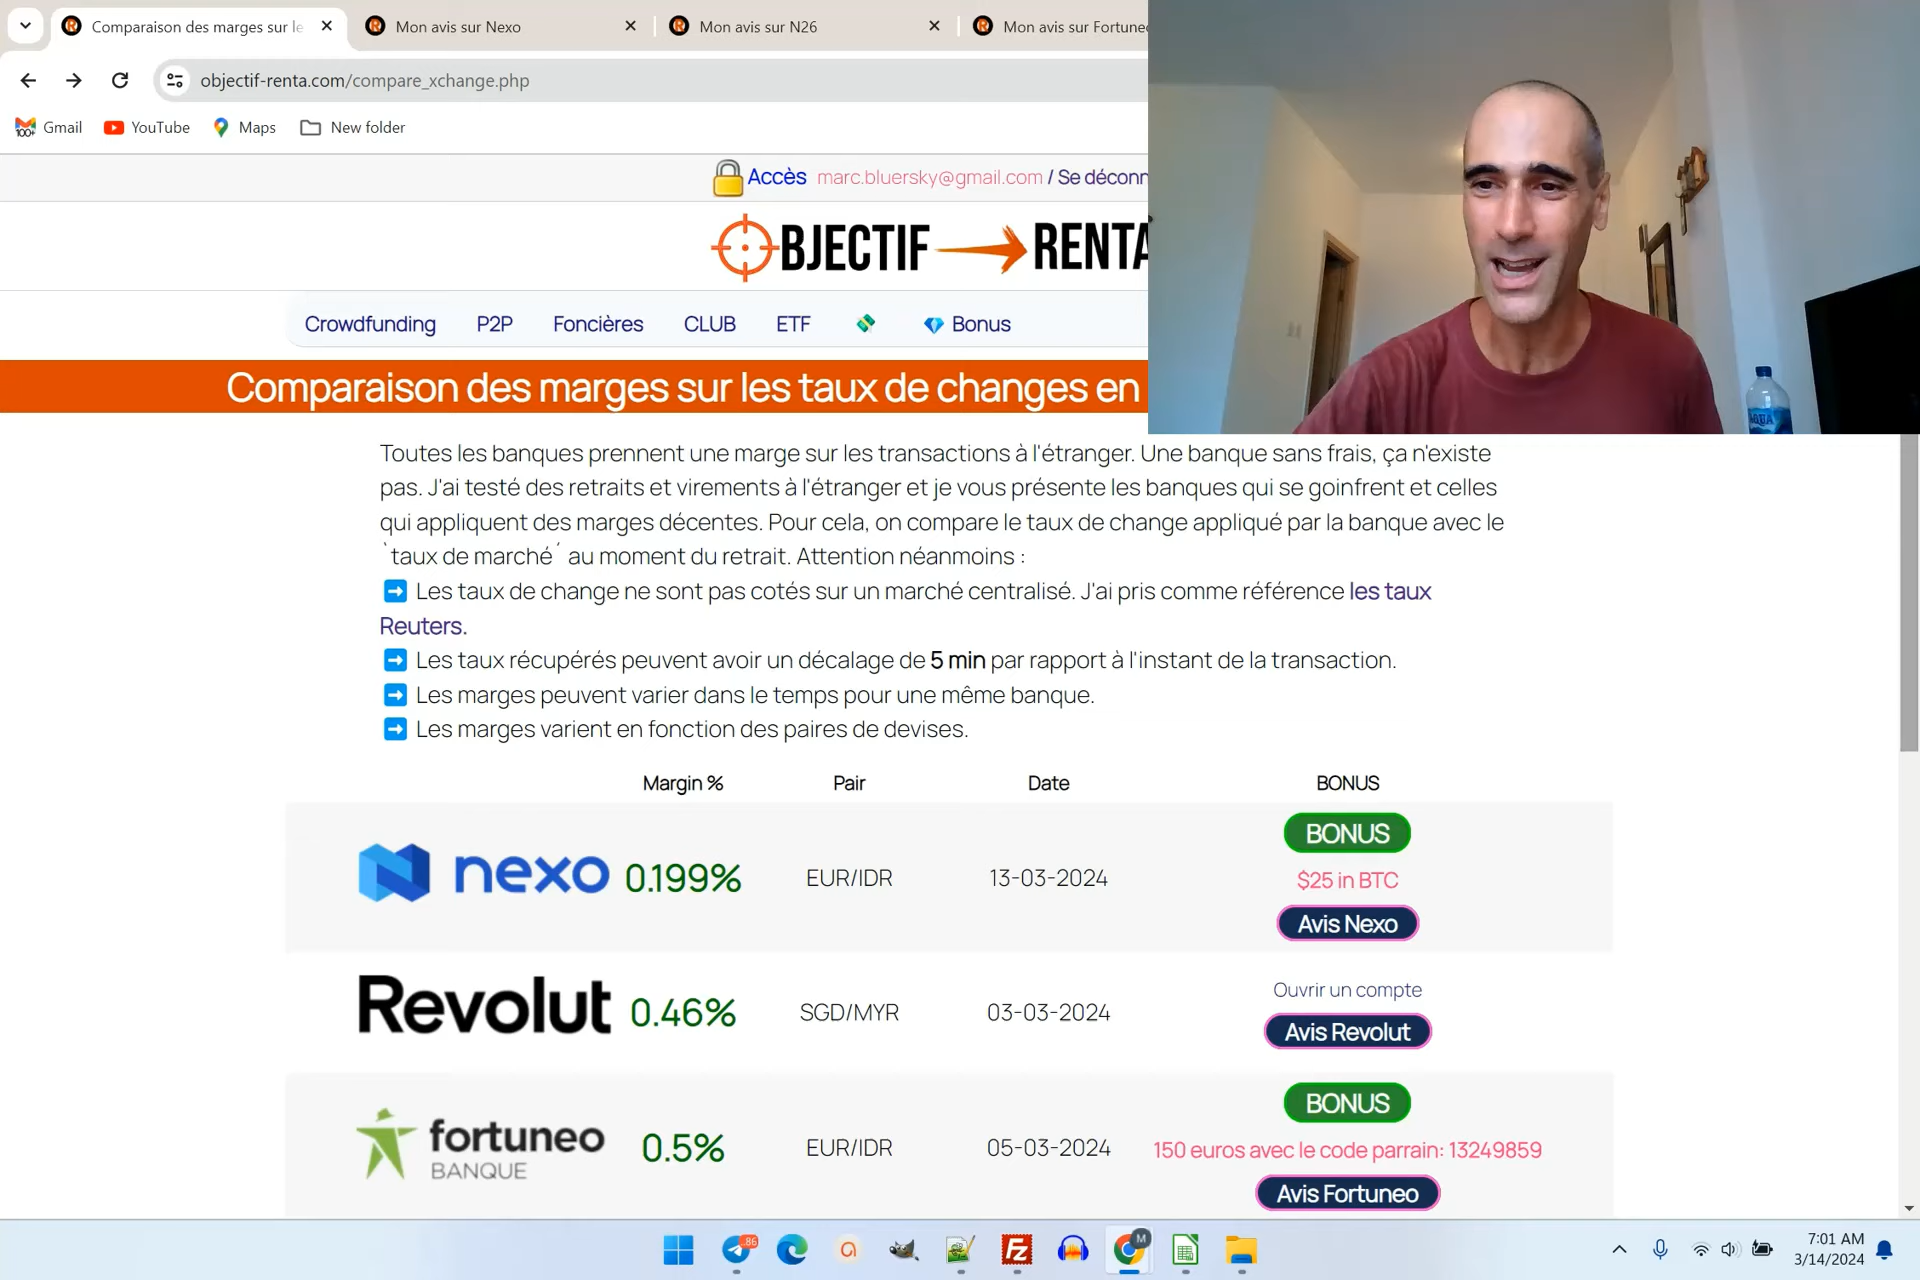 Comparaison des marges sur le
Mon avis sur Nexo
Mon avis sur N26
Mon avis sur Fortune
objectif-renta.com/compare_xchange.php
100+
Gmail
YouTube
Maps
New folder
Accès marc.bluersky@gmail.com / Se déconn
BJECTIF RENTA
Crowdfunding
P2P
Foncières
CLUB
ETF
Bonus
Comparaison des marges sur les taux de changes en
AQUA
Toutes les banques prennent une marge sur les transactions à l'étranger. Une banque sans frais, ça n'existe
pas. J'ai testé des retraits et virements à l'étranger et je vous présente les banques qui se goinfrent et celles
qui appliquent des marges décentes. Pour cela, on compare le taux de change appliqué par la banque avec le
`taux de marché´ au moment du retrait. Attention néanmoins :
Les taux de change ne sont pas cotés sur un marché centralisé. J'ai pris comme référence les taux
Reuters.
Les taux récupérés peuvent avoir un décalage de 5 min par rapport à l'instant de la transaction.
Les marges peuvent varier dans le temps pour une même banque.
Les marges varient en fonction des paires de devises.
Margin % Pair Date BONUS
nexo 0.199% EUR/IDR 13-03-2024
BONUS
$25 in BTC
Avis Nexo
Revolut 0.46% SGD/MYR 03-03-2024
Ouvrir un compte
Avis Revolut
fortuneo
BANQUE
0.5% EUR/IDR 05-03-2024
BONUS
150 euros avec le code parrain: 13249859
Avis Fortuneo
86
a
Fz
M
7:01 AM
3/14/2024